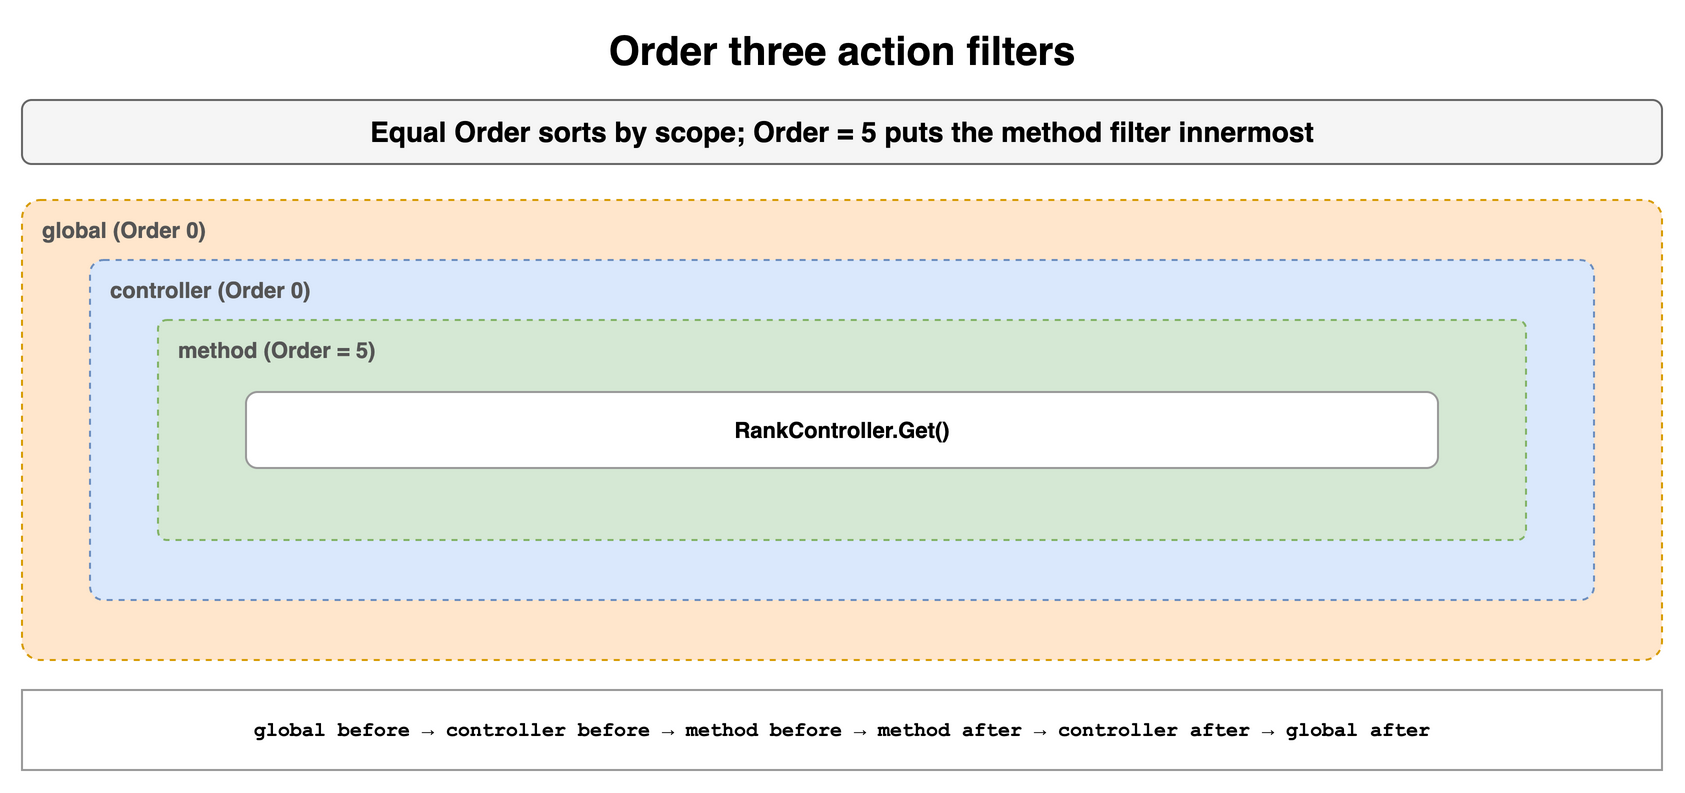 Order three action filters
Equal Order sorts by scope; Order = 5 puts the method filter innermost
global (Order 0)
controller (Order 0)
method (Order = 5)
RankController.Get()
global before → controller before → method before → method after → controller after → global after